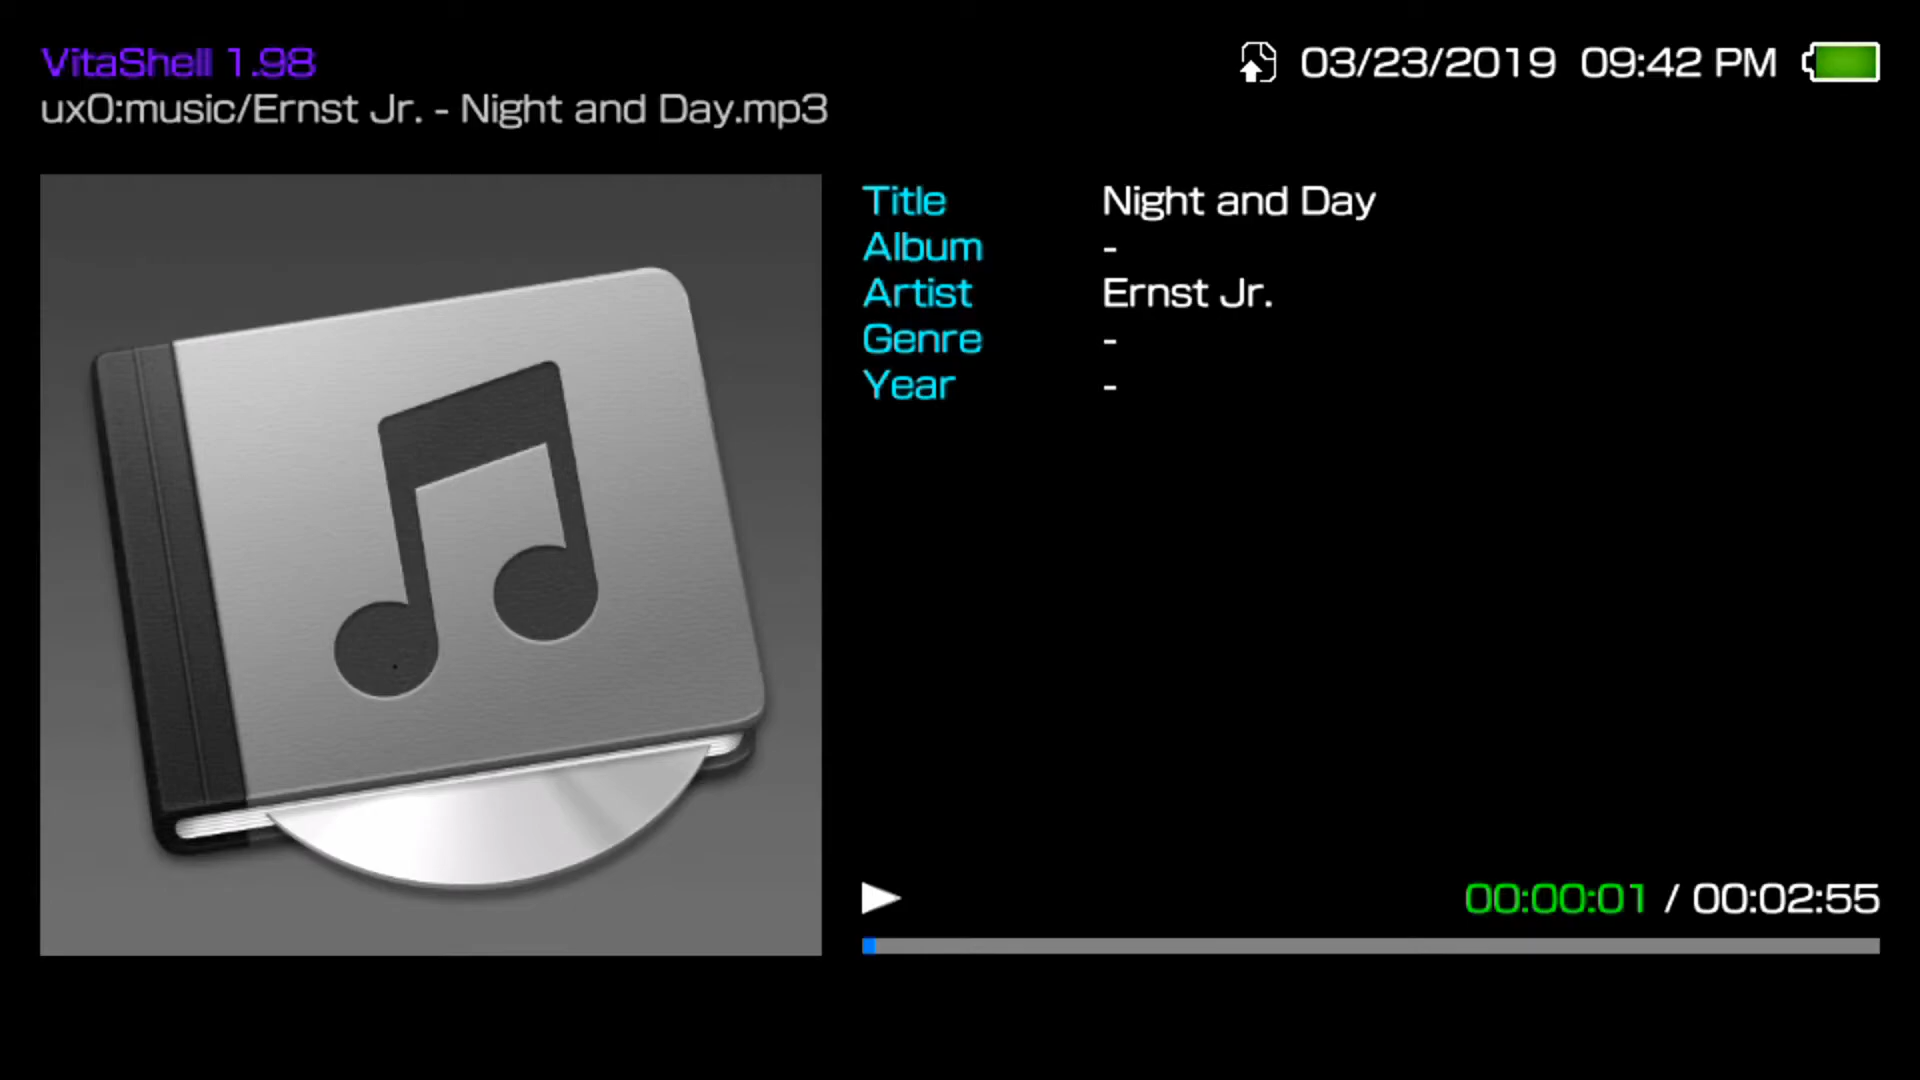 VitaShell 1.98
03/23/2019 09:42 PM
ux0:music/Ernst Jr. - Night and Day.mp3
Title Night and Day
Album -
Artist Ernst Jr.
Genre -
Year -
00:00:01 / 00:02:55